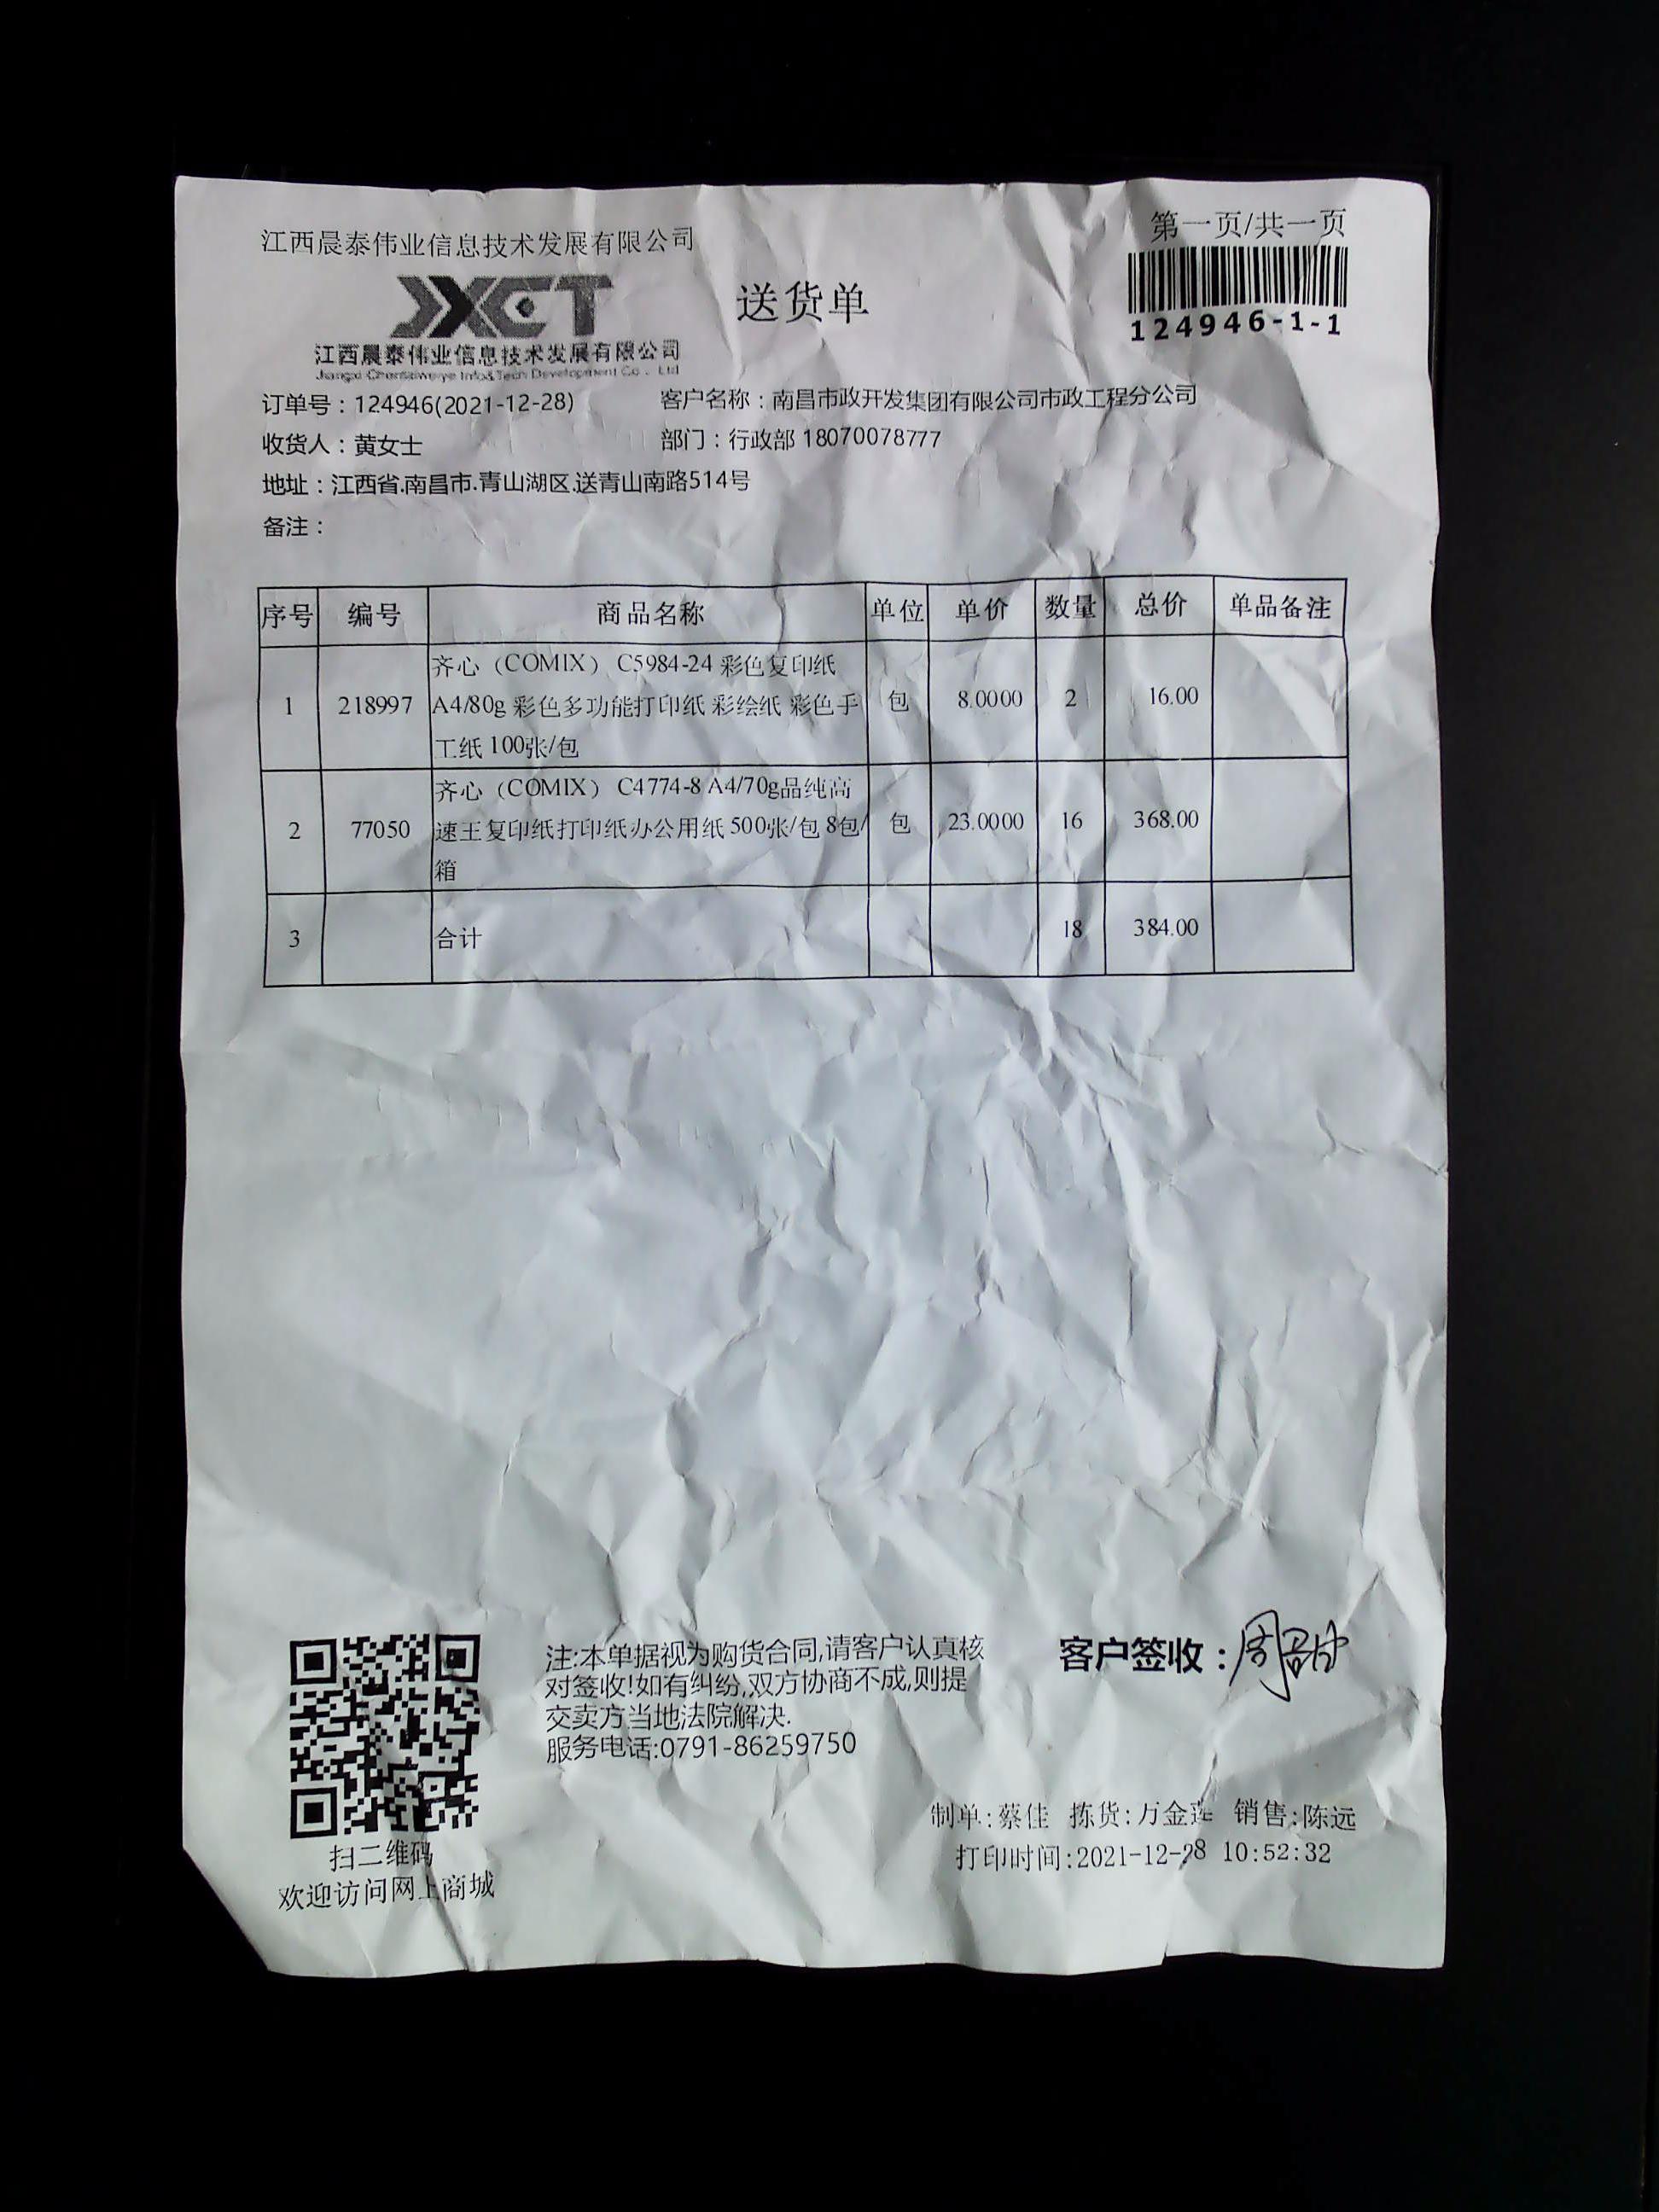 江西晨泰伟业信息技术发展有限公司
第一页/共一页
JXCT
送货单
124946-1-1
江西晨泰伟业信息技术发展有限公司
Jiangxi Chentaiweiye Info&Tech Development Co., Ltd
订单号：124946(2021-12-28) 客户名称：南昌市政开发集团有限公司市政工程分公司
收货人：黄女士 部门：行政部 18070078777
地址：江西省.南昌市.青山湖区.送青山南路514号
备注：
序号 编号 商品名称 单位 单价 数量 总价 单品备注
齐心（COMIX） C5984-24 彩色复印纸
1 218997 A4/80g 彩色多功能打印纸 彩绘纸 彩色手 包 8.0000 2 16.00
工纸 100张/包
齐心（COMIX） C4774-8 A4/70g品纯高
2 77050 速王复印纸打印纸办公用纸 500张/包 8包/ 包 23.0000 16 368.00
箱
3 合计 18 384.00
注:本单据视为购货合同,请客户认真核
对签收!如有纠纷,双方协商不成,则提
交卖方当地法院解决.
服务电话:0791-86259750
客户签收：周
制单:蔡佳 拣货:万金莲 销售:陈远
打印时间:2021-12-28 10:52:32
扫二维码
欢迎访问网上商城